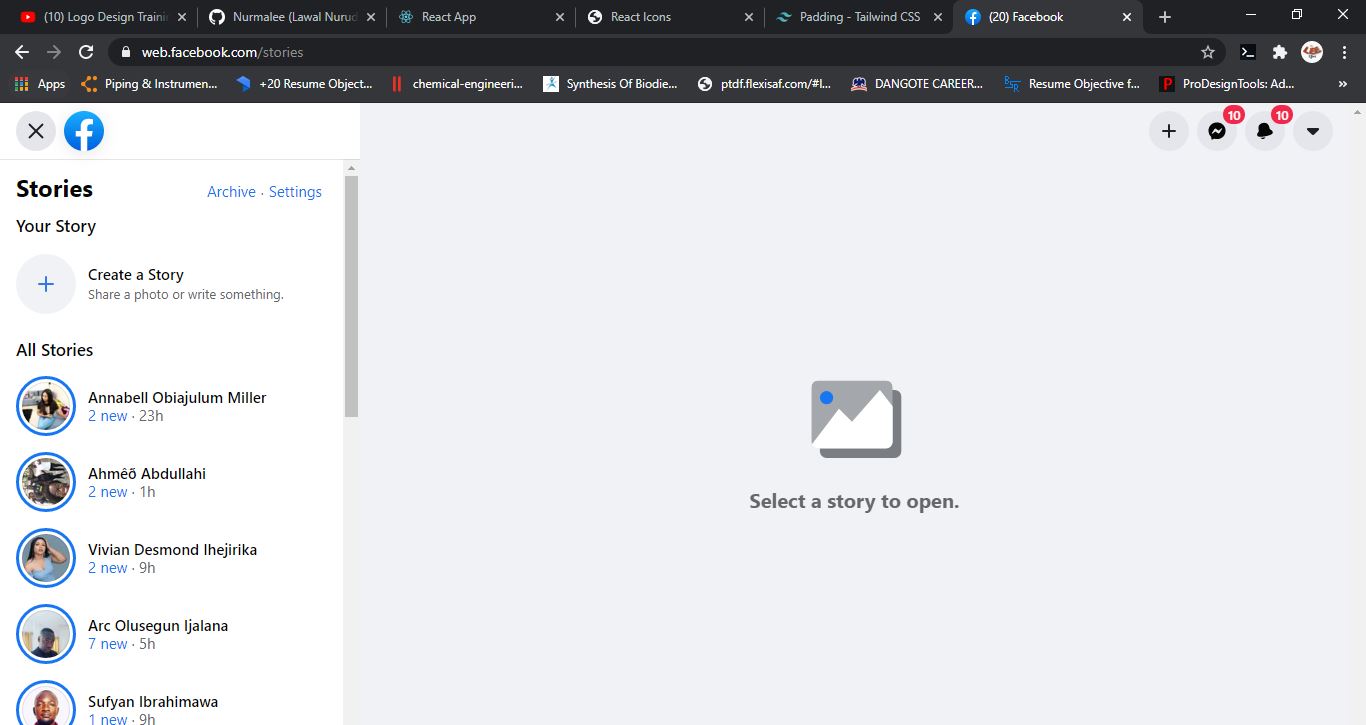 (10) Logo Design Traini
Nurmalee (Lawal Nurud
React App
React Icons
Padding - Tailwind CSS
(20) Facebook
web.facebook.com/stories
Apps
Piping & Instrumen...
+20 Resume Object...
chemical-engineeri...
Synthesis Of Biodie...
ptdf.flexisaf.com/#l...
DANGOTE CAREER...
Resume Objective f...
ProDesignTools: Ad...
»
10
10
Stories
Archive · Settings
Your Story
Create a Story
Share a photo or write something.
All Stories
Annabell Obiajulum Miller
2 new · 23h
Ahmêõ Abdullahi
2 new · 1h
Vivian Desmond Ihejirika
2 new · 9h
Arc Olusegun Ijalana
7 new · 5h
Sufyan Ibrahimawa
1 new · 9h
Select a story to open.